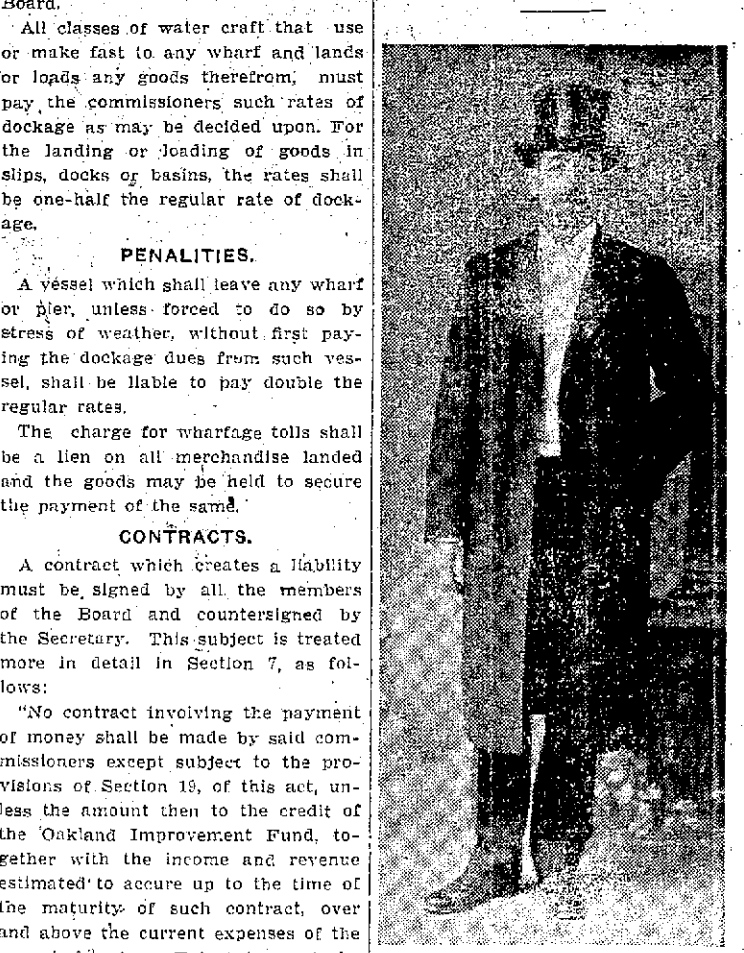 Board.
All classes of water craft that use
or make fast to any wharf and lands
or loads any goods therefrom, must
pay the commissioners such rates of
dockage as may be decided upon. For
the landing or loading of goods in
slips, docks or basins, the rates shall
be one-half the regular rate of dock-
age.
PENALITIES.
A vessel which shall leave any wharf
or pier, unless forced to do so by
stress of weather, without first pay-
ing the dockage dues from such ves-
sel, shall be liable to pay double the
regular rates.
The charge for wharfage tolls shall
be a lien on all merchandise landed
and the goods may be held to secure
the payment of the same.
CONTRACTS.
A contract which creates a liability
must be signed by all the members
of the Board and countersigned by
the Secretary. This subject is treated
more in detail in Section 7, as fol-
lows:
"No contract involving the payment
of money shall be made by said com-
missioners except subject to the pro-
visions of Section 19, of this act, un-
less the amount then to the credit of
the Oakland Improvement Fund, to-
gether with the income and revenue
estimated to accure up to the time of
the maturity of such contract, over
and above the current expenses of the